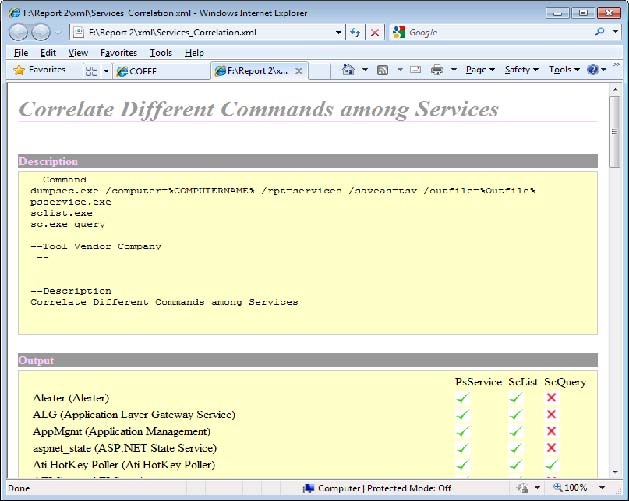 F:\Report 2\xml\Services_Correlation.xml - Windows Internet Explorer
F:\Report 2\xml\Services_Correlation.xml
Google
File Edit View Favorites Tools Help
Favorites COFEE F:\Report 2\x... Page Safety Tools
Correlate Different Commands among Services
Description
Command
dumpsec.exe /computer=%COMPUTERNAME% /rpt=services /saveas=tsv /outfile=%Outfile%
psservice.exe
sclist.exe
sc.exe query
--Tool Vendor Company
--
--Description
Correlate Different Commands among Services
Output
PsService ScList ScQuery
Alerter (Alerter)
ALG (Application Layer Gateway Service)
AppMgmt (Application Management)
aspnet_state (ASP.NET State Service)
Ati HotKey Poller (Ati HotKey Poller)
Done Computer | Protected Mode: Off 100%